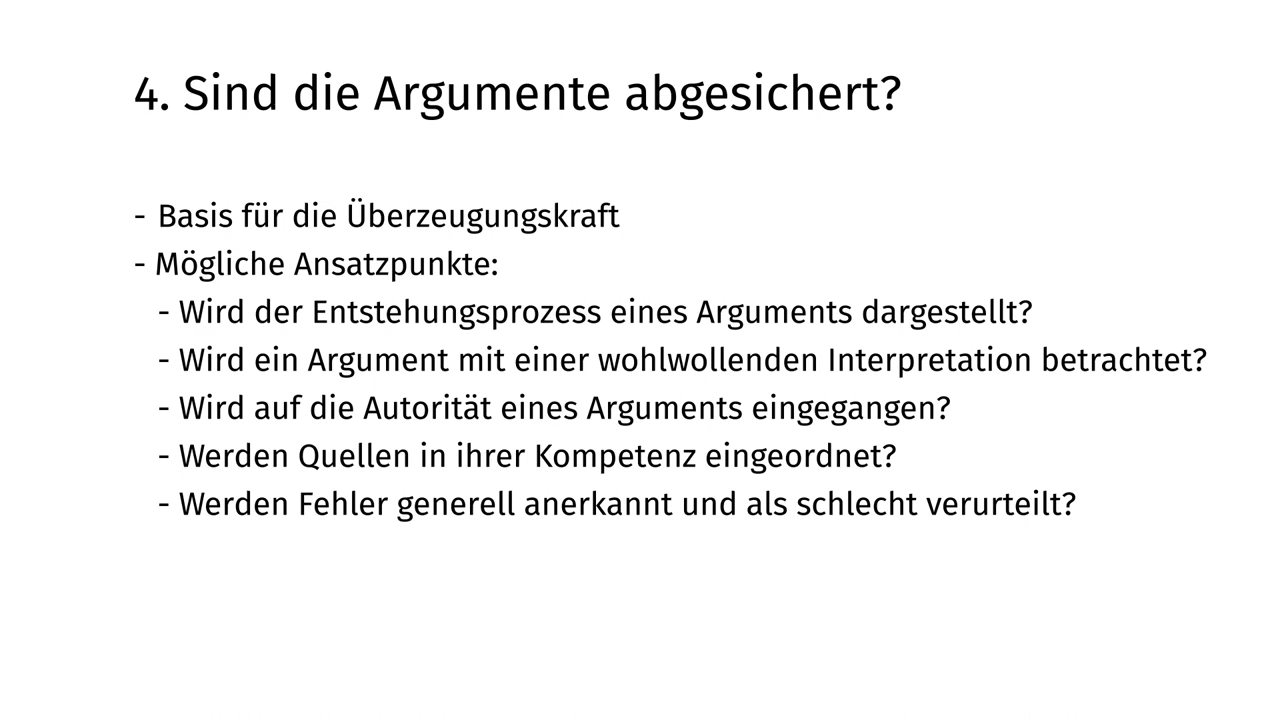 4. Sind die Argumente abgesichert?
- Basis für die Überzeugungskraft
- Mögliche Ansatzpunkte:
- Wird der Entstehungsprozess eines Arguments dargestellt?
- Wird ein Argument mit einer wohlwollenden Interpretation betrachtet?
- Wird auf die Autorität eines Arguments eingegangen?
- Werden Quellen in ihrer Kompetenz eingeordnet?
- Werden Fehler generell anerkannt und als schlecht verurteilt?